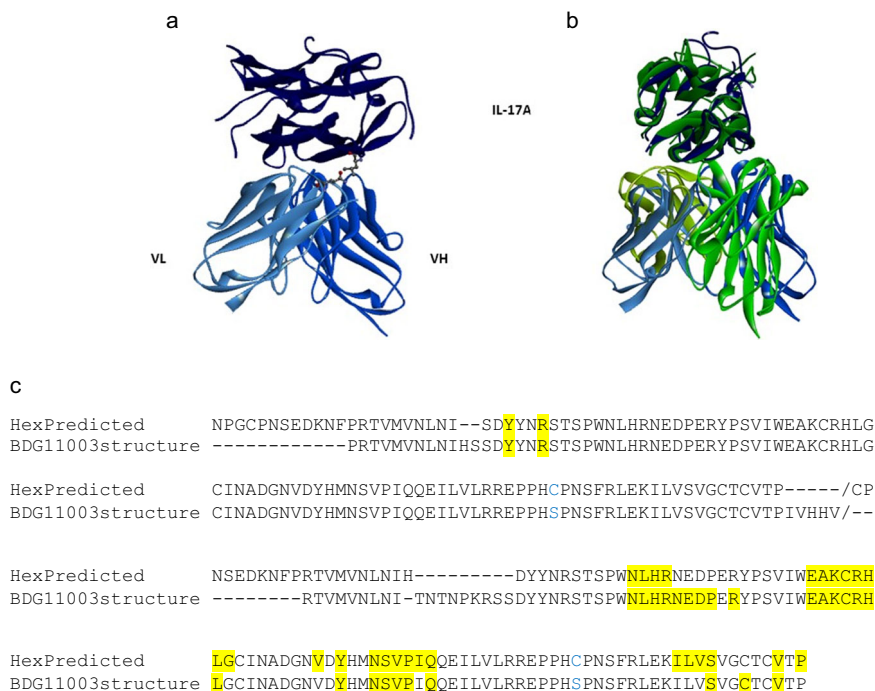 a
b
IL-17A
VL
VH
c
HexPredicted NPGCPNSEDKNFPRTVMVNLNI--SDYYNRSTSPWNLHRNEDPERYPSVIWEAKCRHLG
BDG11003structure ------------PRTVMVNLNIHSSDYYNRSTSPWNLHRNEDPERYPSVIWEAKCRHLG
HexPredicted CINADGNVDYHMNSVPIQQEILVLRREPPHCPNSFRLEKILVSVGCTCVTP-----/CP
BDG11003structure CINADGNVDYHMNSVPIQQEILVLRREPPHSPNSFRLEKILVSVGCTCVTPIVHHV/--
HexPredicted NSEDKNFPRTVMVNLNIH---------DYYNRSTSPWNLHRNEDPERYPSVIWEAKCRH
BDG11003structure --------RTVMVNLNI-TNTNPKRSSDYYNRSTSPWNLHRNEDPERYPSVIWEAKCRH
HexPredicted LGCINADGNVDYHMNSVPIQQEILVLRREPPHCPNSFRLEKILVSVGCTCVTP
BDG11003structure LGCINADGNVDYHMNSVPIQQEILVLRREPPHSPNSFRLEKILVSVGCTCVTP